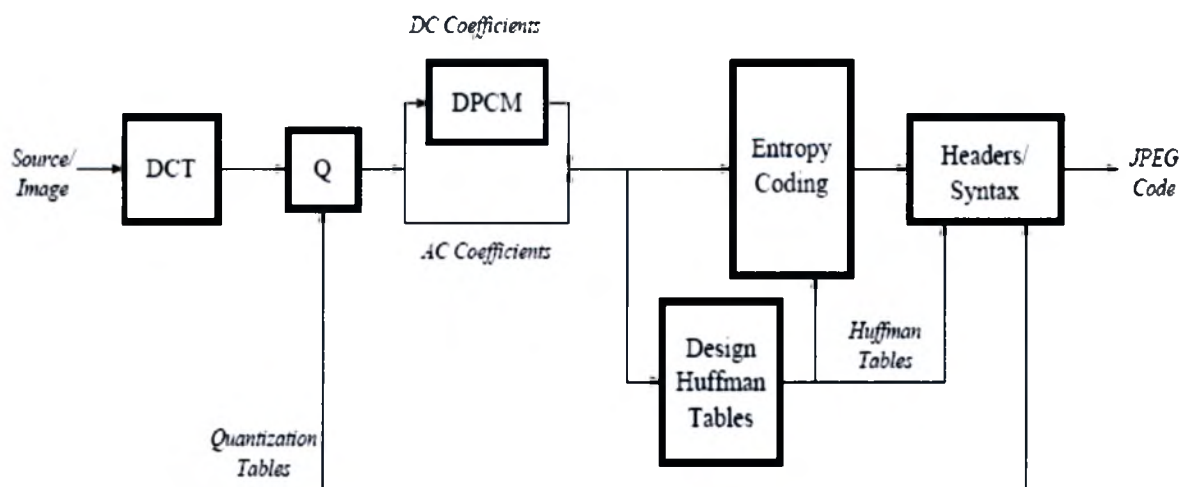 DC Coefficients
DPCM
Source/
Image
DCT
Q
Entropy
Coding
Headers/
Syntax
JPEG
Code
AC Coefficients
Design
Huffman
Tables
Huffman
Tables
Quantization
Tables